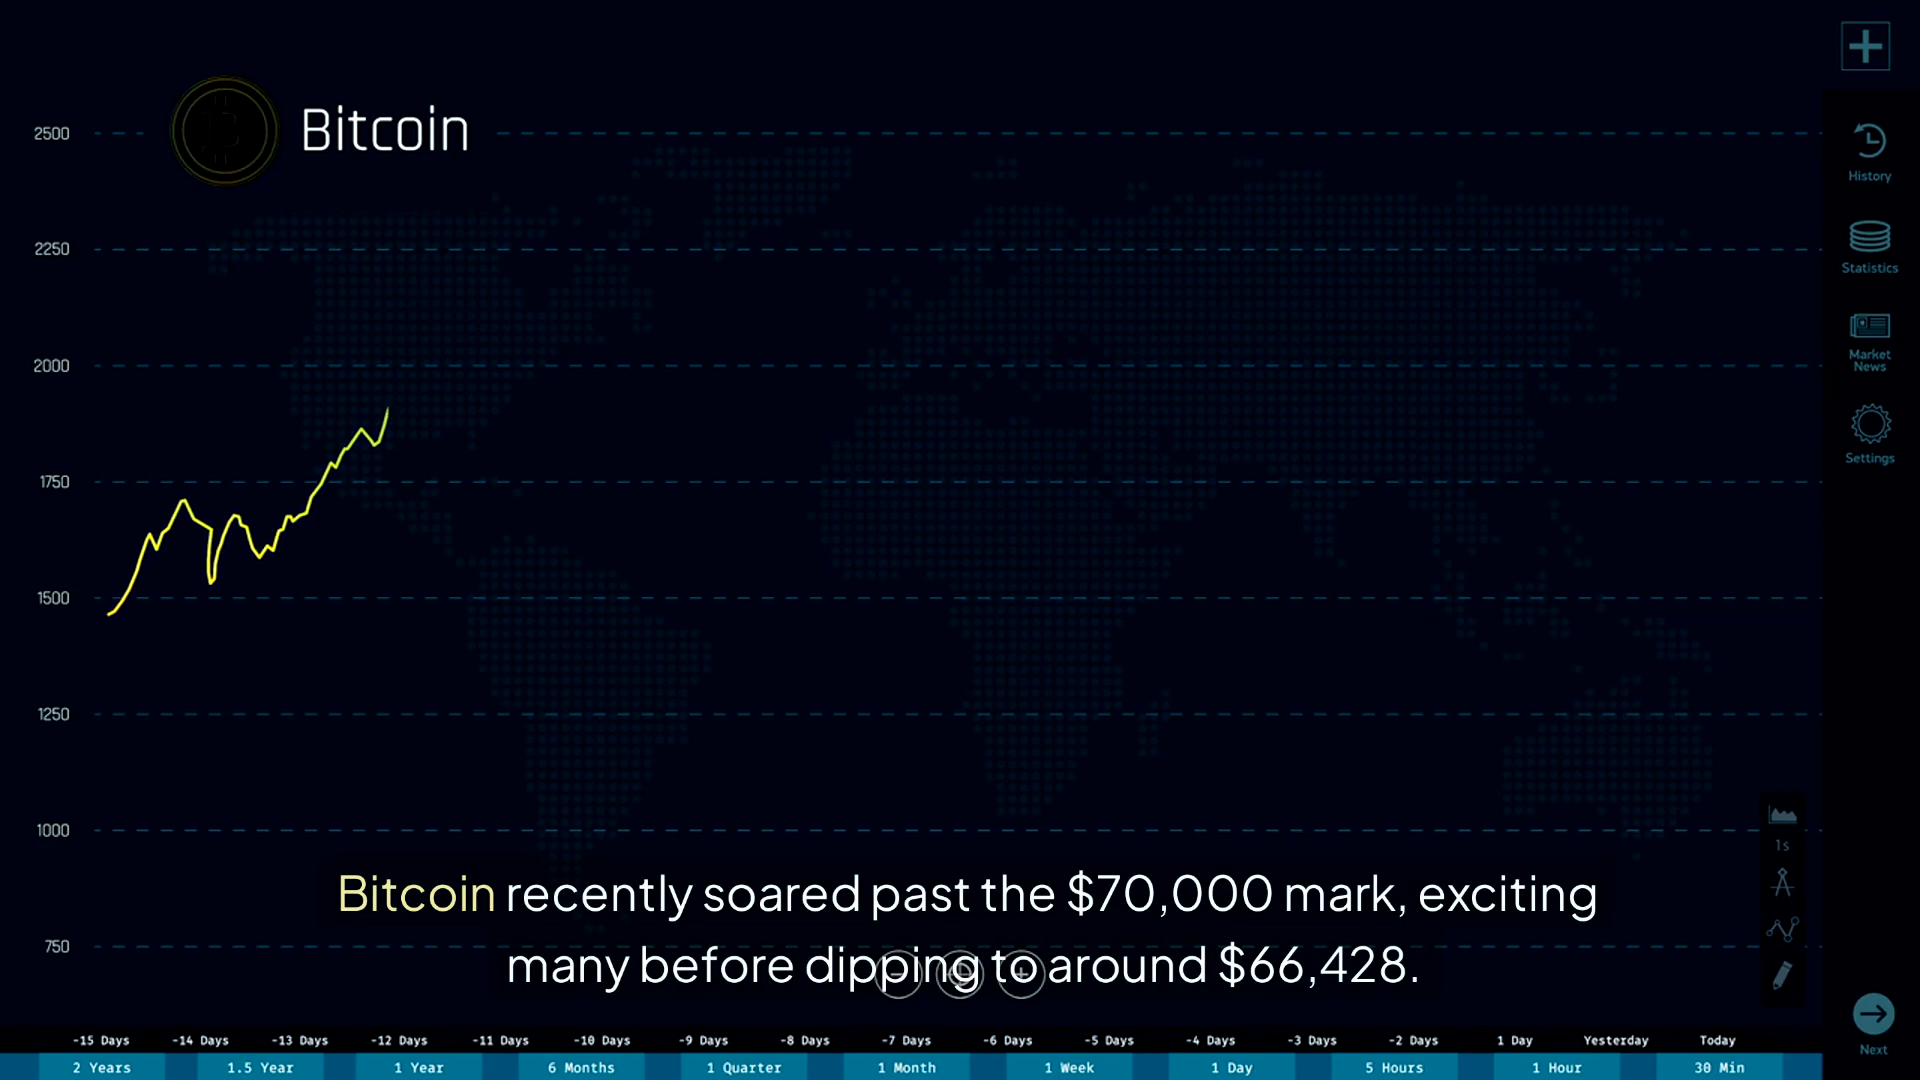 Bitcoin
2500
History
2250
Statistics
2000
Market
News
1750
Settings
1500
1250
1000
1s
Bitcoin recently soared past the $70,000 mark, exciting
750
many before dipping to around $66,428.
-15 Days -14 Days -13 Days -12 Days -11 Days -10 Days -9 Days -8 Days -7 Days -6 Days -5 Days -4 Days -3 Days -2 Days 1 Day Yesterday Today
Next
2 Years 1.5 Year 1 Year 6 Months 1 Quarter 1 Month 1 Week 1 Day 5 Hours 1 Hour 30 Min